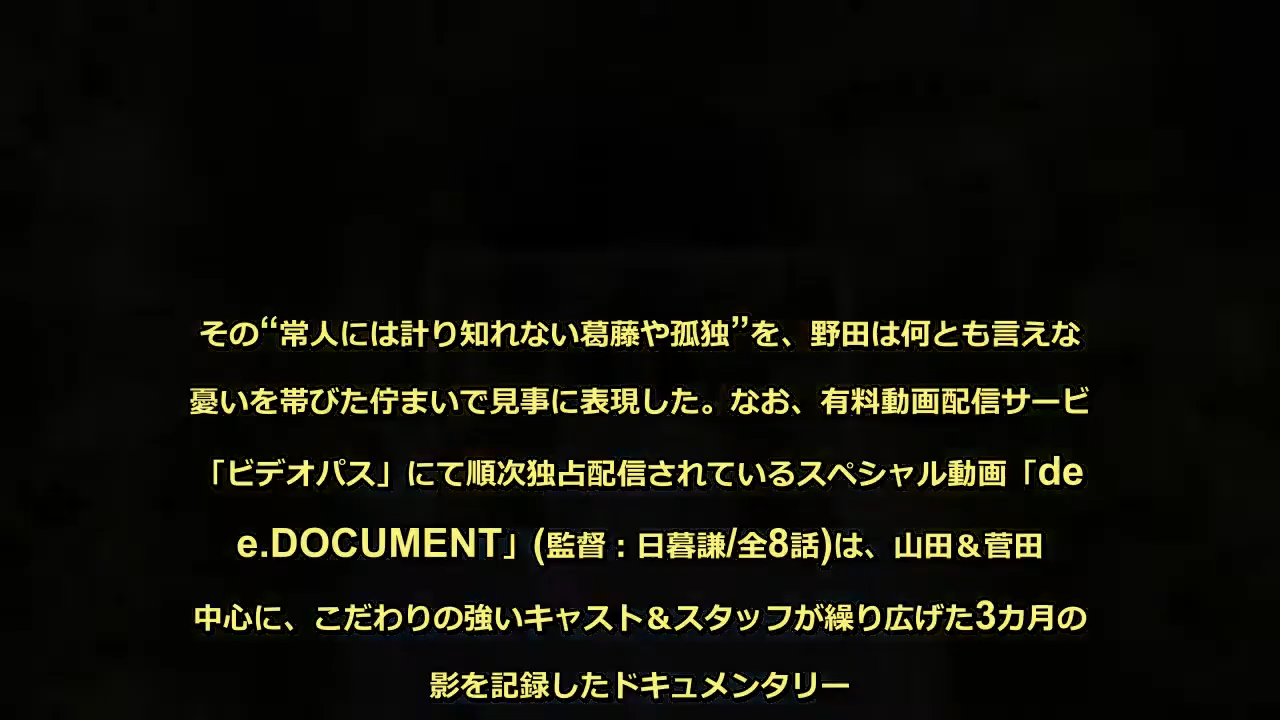 その“常人には計り知れない葛藤や孤独”を、野田は何とも言えな
憂いを帯びた佇まいで見事に表現した。なお、有料動画配信サービ
「ビデオパス」にて順次独占配信されているスペシャル動画「de
e.DOCUMENT」(監督：日暮謙/全8話)は、山田＆菅田
中心に、こだわりの強いキャスト＆スタッフが繰り広げた3カ月の
影を記録したドキュメンタリー